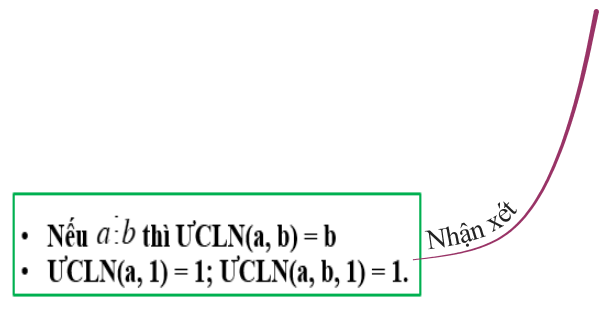 • Nếu a ⋮ b thì ƯCLN(a, b) = b
• ƯCLN(a, 1) = 1; ƯCLN(a, b, 1) = 1.
Nhận xét